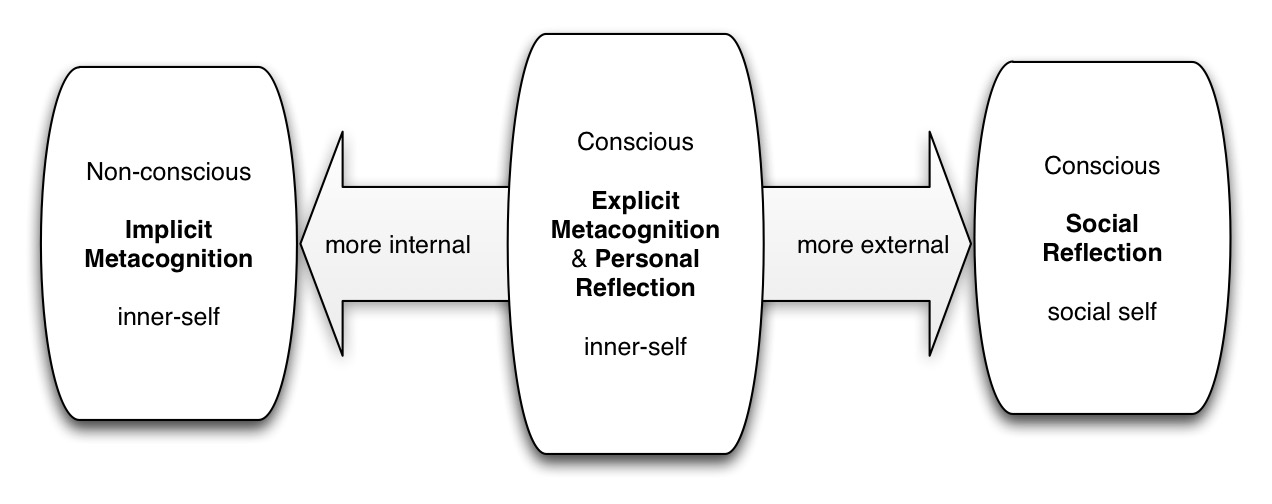 Non-conscious
Implicit
Metacognition
inner-self
more internal
Conscious
Explicit
Metacognition
& Personal
Reflection
inner-self
more external
Conscious
Social
Reflection
social self